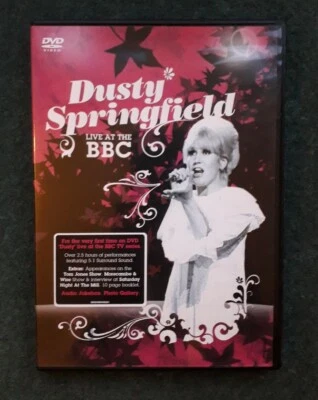 DVD
VIDEO
Dusty
Springfield
LIVE AT THE
BBC
For the very first time on DVD
'Dusty' live at the BBC TV series.
Over 2.5 hours of performances
featuring 5.1 Surround Sound.
Extras: Appearances on the
Tom Jones Show, Morecambe &
Wise Show & interview at Saturday
Night At The Mill. 10 page booklet.
Audio Jukebox. Photo Gallery